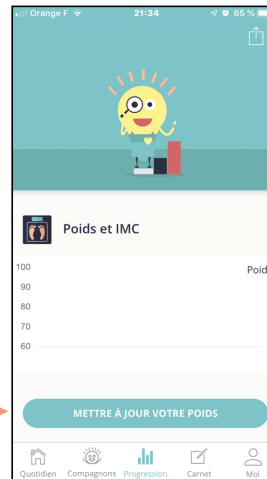 Orange F 21:34 65 %
Poids et IMC
100 Poid
90
80
70
60
METTRE À JOUR VOTRE POIDS
Quotidien Compagnons Progression Carnet Moi